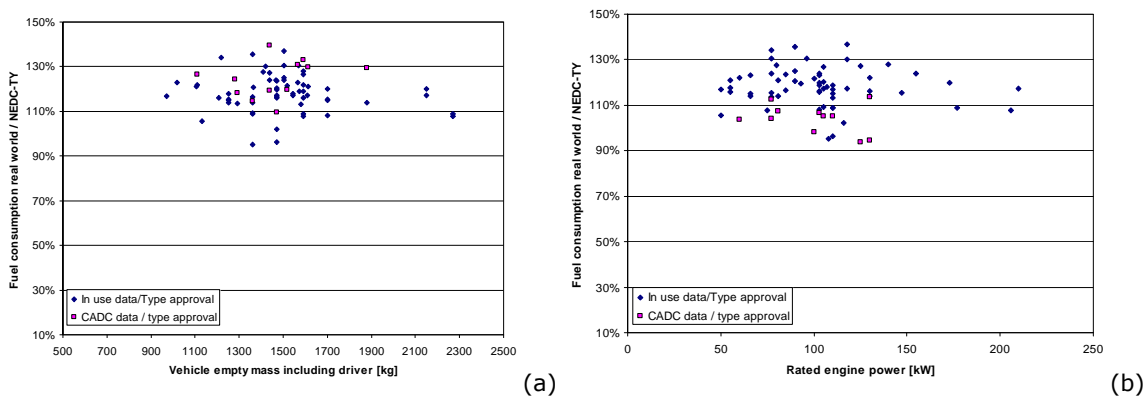 150%
130%
110%
90%
70%
50%
30%
10%
Fuel consumption real world / NEDC-TY
In use data/Type approval
CADC data / type approval
500 700 900 1100 1300 1500 1700 1900 2100 2300 2500
Vehicle empty mass including driver [kg]
(a)
150%
130%
110%
90%
70%
50%
30%
10%
Fuel consumption real world / NEDC-TY
In use data/Type approval
CADC data / type approval
0 50 100 150 200 250
Rated engine power [kW]
(b)